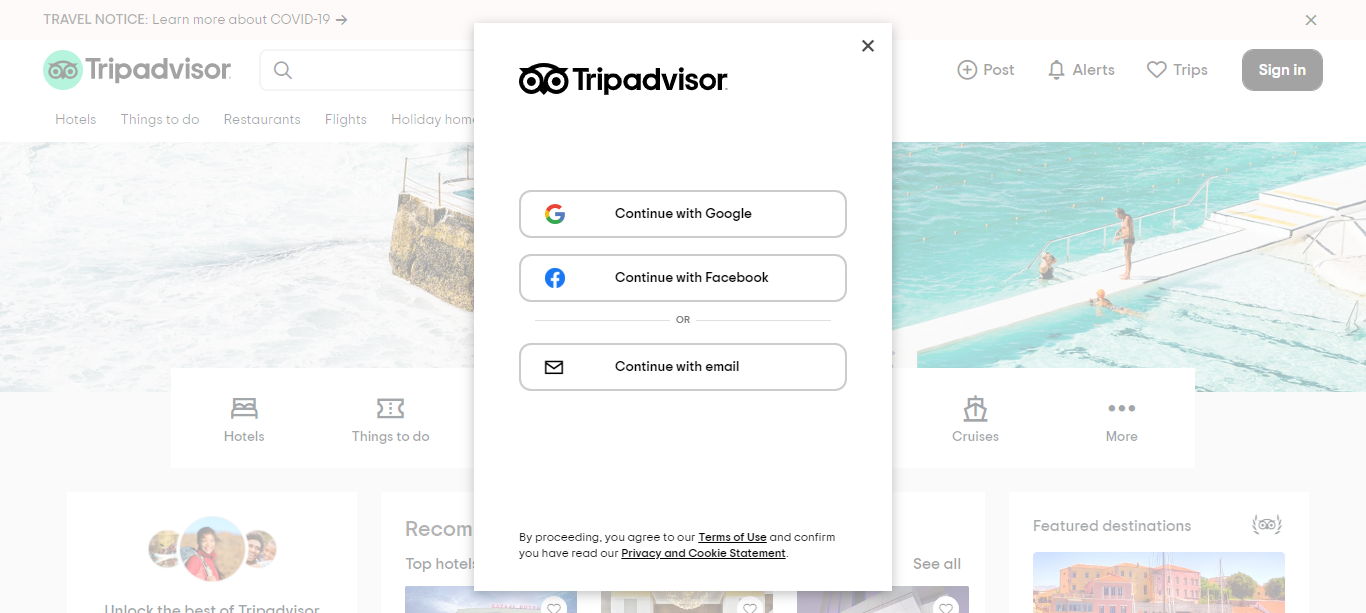 TRAVEL NOTICE: Learn more about COVID-19 →
Tripadvisor
Post
Alerts
Trips
Sign in
Hotels
Things to do
Restaurants
Flights
Holiday home
Tripadvisor
Continue with Google
Continue with Facebook
OR
Continue with email
By proceeding, you agree to our Terms of Use and confirm
you have read our Privacy and Cookie Statement.
Hotels
Things to do
Cruises
More
Unlock the best of Tripadvisor
Recom
Top hotels
See all
Featured destinations